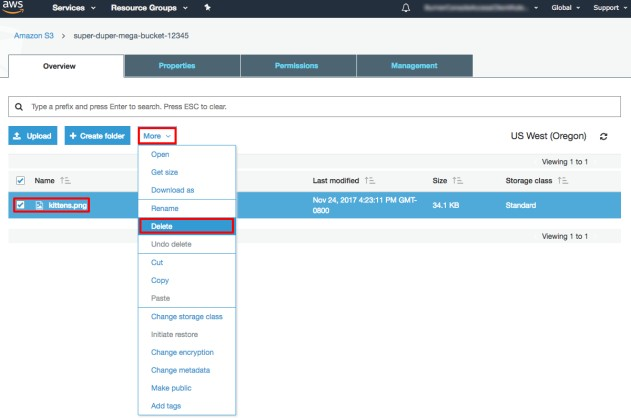 aws Services Resource Groups Global Support
Amazon S3 > super-duper-mega-bucket-12345
Overview Properties Permissions Management
Type a prefix and press Enter to search. Press ESC to clear.
Upload + Create folder More US West (Oregon)
Viewing 1 to 1
Name Last modified Size Storage class
kittens.png Nov 24, 2017 4:23:11 PM GMT-
0800 34.1 KB Standard
Viewing 1 to 1
Open
Get size
Download as
Rename
Delete
Undo delete
Cut
Copy
Paste
Change storage class
Initiate restore
Change encryption
Change metadata
Make public
Add tags